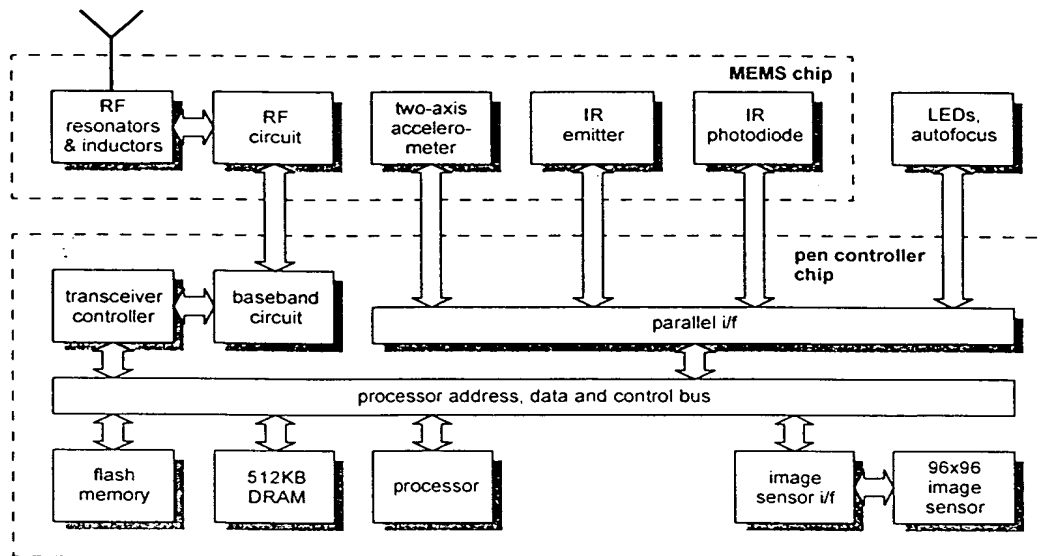 MEMS chip
RF
resonators
& inductors
RF
circuit
two-axis
accelero-
meter
IR
emitter
IR
photodiode
LEDs,
autofocus
pen controller
chip
transceiver
controller
baseband
circuit
parallel i/f
processor address, data and control bus
flash
memory
512KB
DRAM
processor
image
sensor i/f
96x96
image
sensor